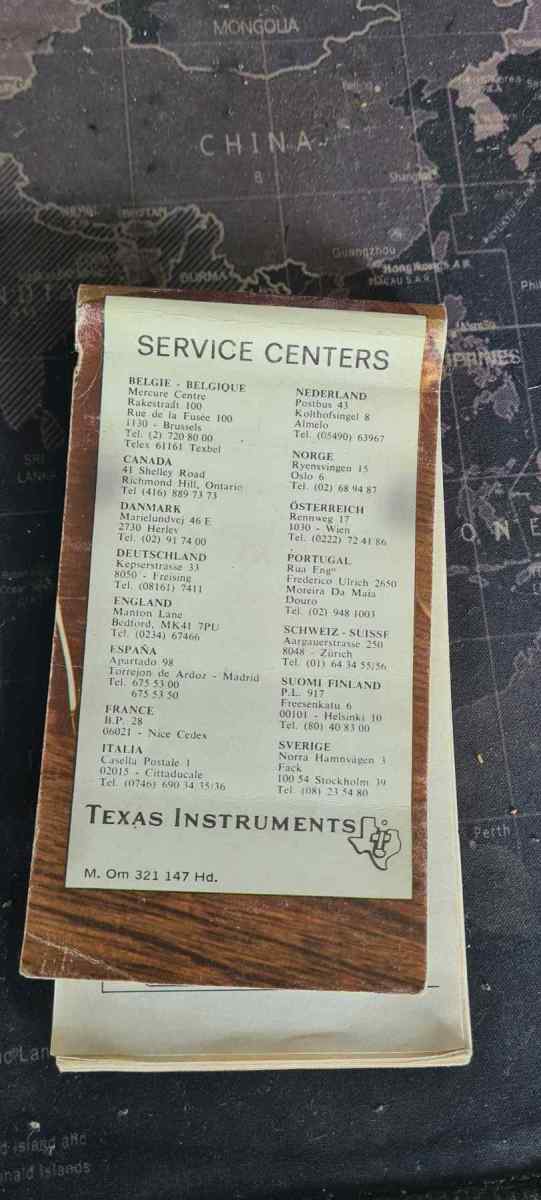 MONGOLIA
CHINA
8
Shanghai
Guangzhou
BURMA
Hong Kong S.A.R.
MACAU S.A.R.
SRI
LANKA
Perth
SERVICE CENTERS
BELGIE - BELGIQUE
Mercure Centre
Rakestradt 100
Rue de la Fusée 100
1130 - Brussels
Tel. (2) 720 80 00
Telex 61161 Texbel
CANADA
41 Shelley Road
Richmond Hill, Ontario
Tel (416) 889 73 73
DANMARK
Marielundvej 46 E
2730 Herlev
Tel. (02) 91 74 00
DEUTSCHLAND
Kepserstrasse 33
8050 - Freising
Tel. (08161) 7411
ENGLAND
Manton Lane
Bedford, MK41 7PU
Tel. (0234) 67466
ESPAÑA
Apartado 98
Torrejon de Ardoz - Madrid
Tel. 675 53 00
675 53 50
FRANCE
B.P. 28
06021 - Nice Cedex
ITALIA
Casella Postale 1
02015 - Cittaducale
Tel. (0746) 690 34 35/36
NEDERLAND
Postbus 43
Kolthofsingel 8
Almelo
Tel. (05490) 63967
NORGE
Ryensvingen 15
Oslo 6
Tel. (02) 68 94 87
ÖSTERREICH
Rennweg 17
1030 - Wien
Tel. (0222) 72 41 86
PORTUGAL
Rua Engº
Frederico Ulrich 2650
Moreira Da Maia
Douro
Tel. (02) 948 1003
SCHWEIZ - SUISSE
Aargauerstrasse 250
8048 - Zürich
Tel. (01) 64 34 55/56
SUOMI FINLAND
P.L. 917
Freesenkatu 6
00101 - Helsinki 10
Tel. (80) 40 83 00
SVERIGE
Norra Hamnvägen 3
Fack
100 54 Stockholm 39
Tel. (08) 23 54 80
TEXAS INSTRUMENTS
M. Om 321 147 Hd.